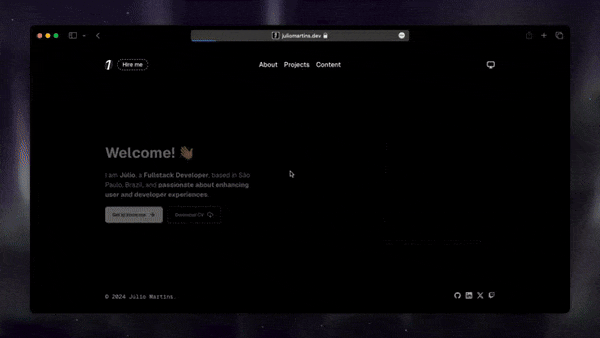 juliomartins.dev
Hire me
About Projects Content
Welcome! 👋🏽
I am Júlio, a Fullstack Developer, based in São
Paulo, Brazil, and passionate about enhancing
user and developer experiences.
Get to know me
Download CV
© 2024 Júlio Martins.